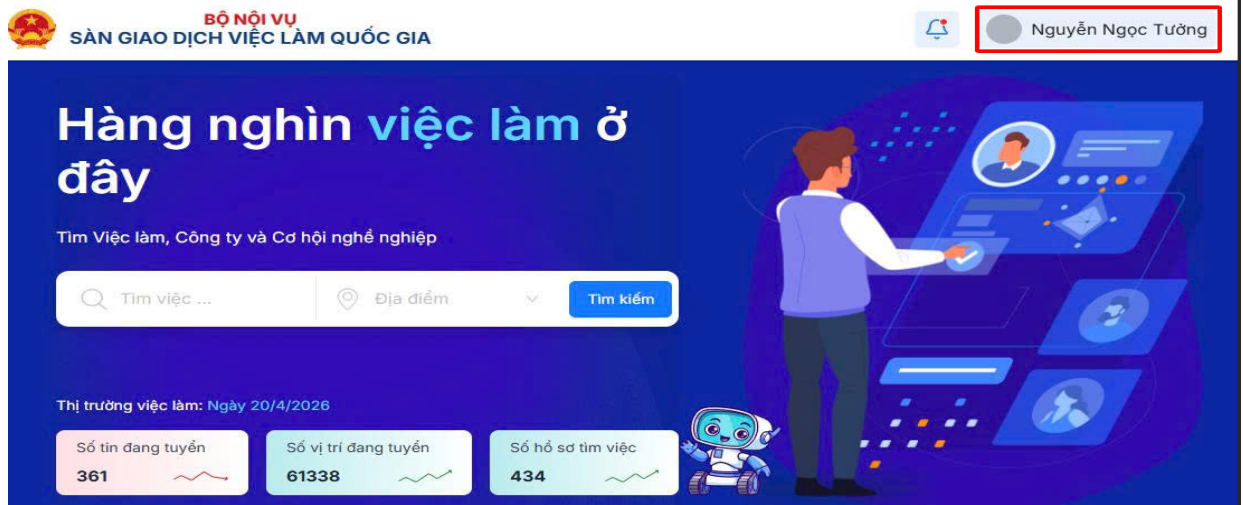 BỘ NỘI VỤ
SÀN GIAO DỊCH VIỆC LÀM QUỐC GIA
Nguyễn Ngọc Tường
Hàng nghìn việc làm ở
đây
Tìm Việc làm, Công ty và Cơ hội nghề nghiệp
Tìm việc ...
Địa điểm
Tìm kiếm
Thị trường việc làm: Ngày 20/4/2026
Số tin đang tuyển
361
Số vị trí đang tuyển
61338
Số hồ sơ tìm việc
434